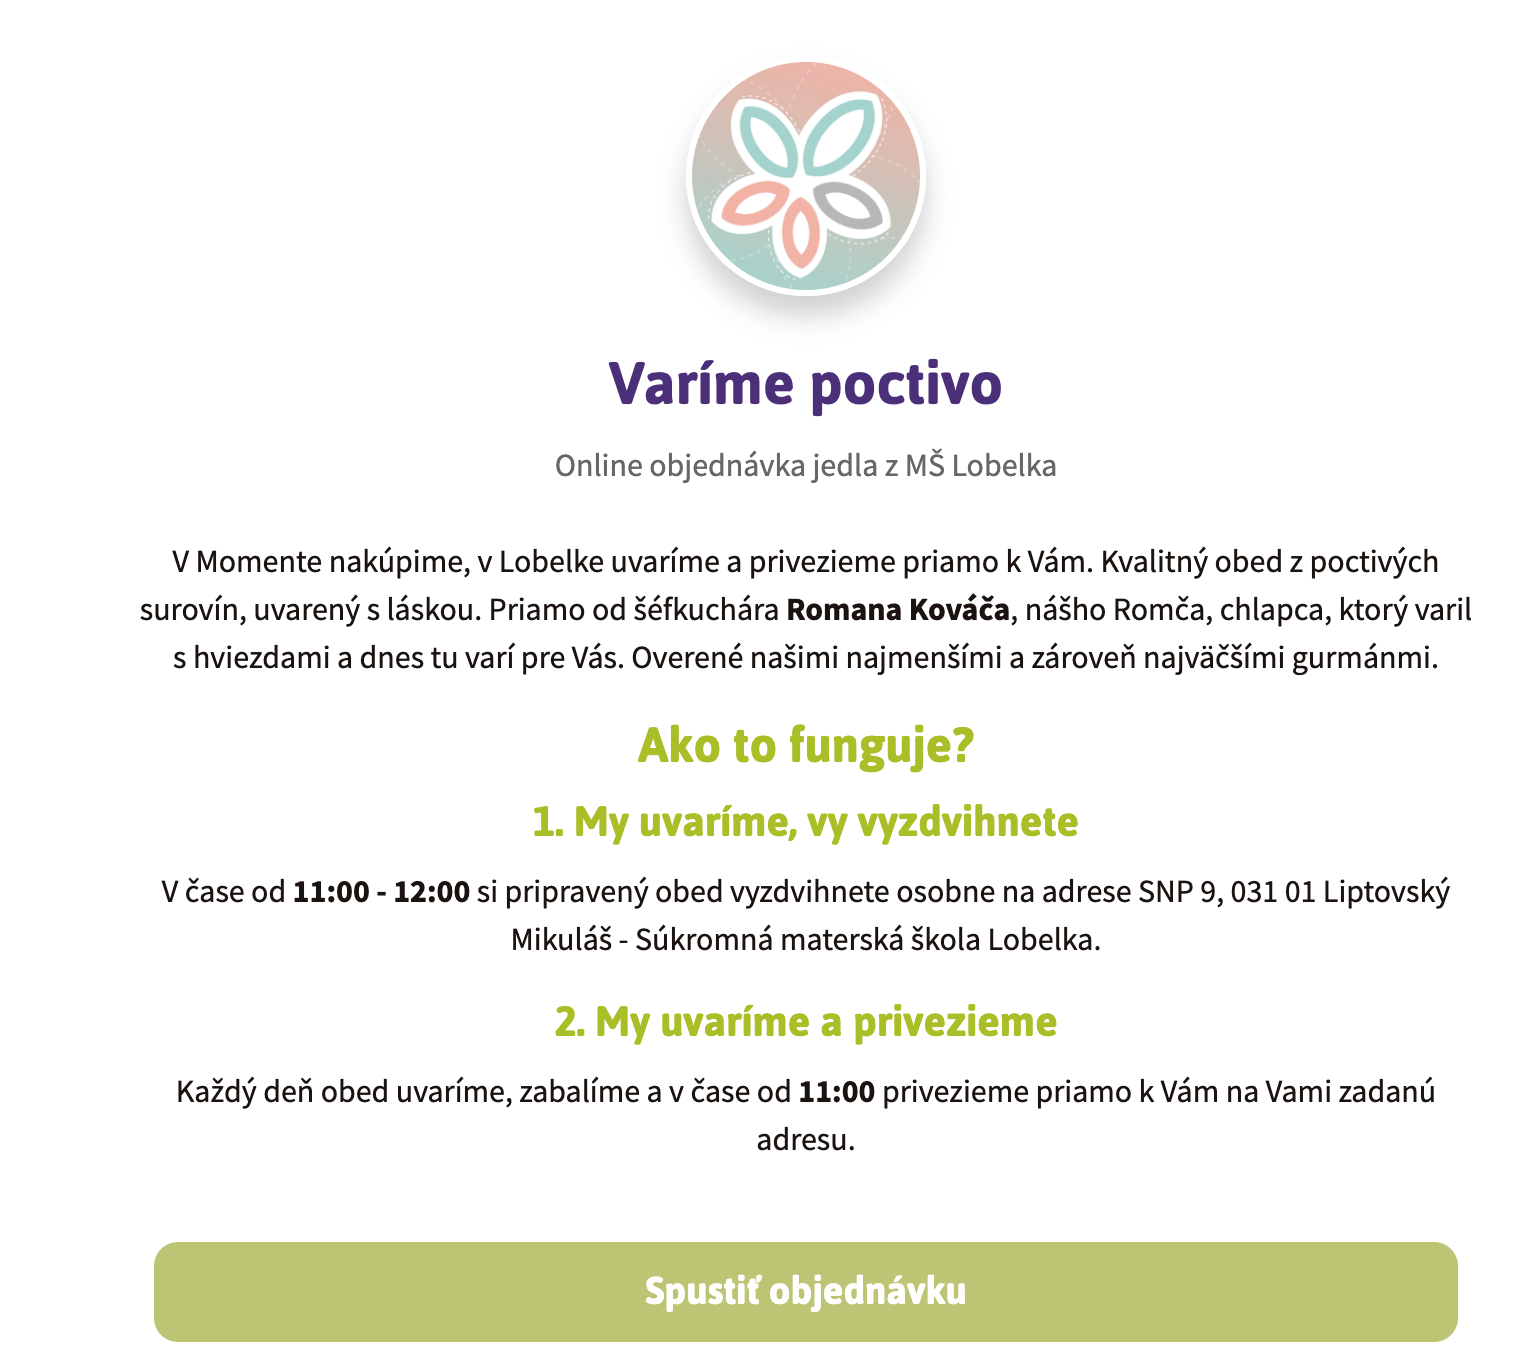 Varíme poctivo
Online objednávka jedla z MŠ Lobelka
V Momente nakúpime, v Lobelke uvaríme a privezieme priamo k Vám. Kvalitný obed z poctivých
surovín, uvarený s láskou. Priamo od šéfkuchára Romana Kováča, nášho Romča, chlapca, ktorý varil
s hviezdami a dnes tu varí pre Vás. Overené našimi najmenšími a zároveň najväčšími gurmánmi.
Ako to funguje?
1. My uvaríme, vy vyzdvihnete
V čase od 11:00 - 12:00 si pripravený obed vyzdvihnete osobne na adrese SNP 9, 031 01 Liptovský
Mikuláš - Súkromná materská škola Lobelka.
2. My uvaríme a privezieme
Každý deň obed uvaríme, zabalíme a v čase od 11:00 privezieme priamo k Vám na Vami zadanú
adresu.
Spustiť objednávku